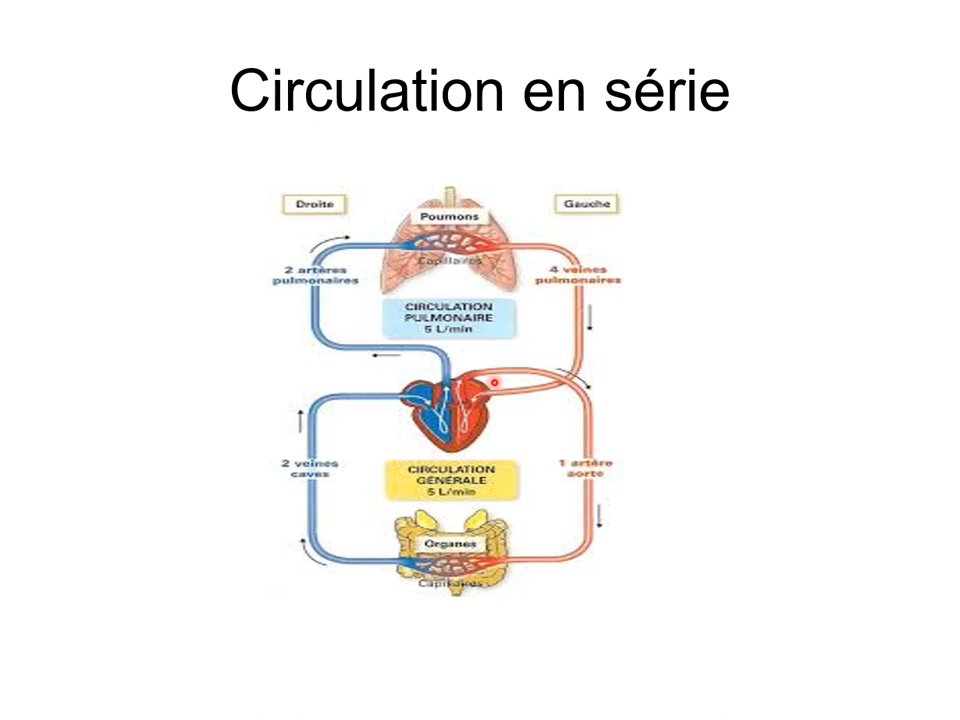 Circulation en série
Droite
Poumons
Gauche
Capillaires
2 artères
pulmonaires
4 veines
pulmonaires
CIRCULATION
PULMONAIRE
5 L/min
2 veines
caves
1 artère
aorte
CIRCULATION
GÉNÉRALE
5 L/min
Organes
Capillaires